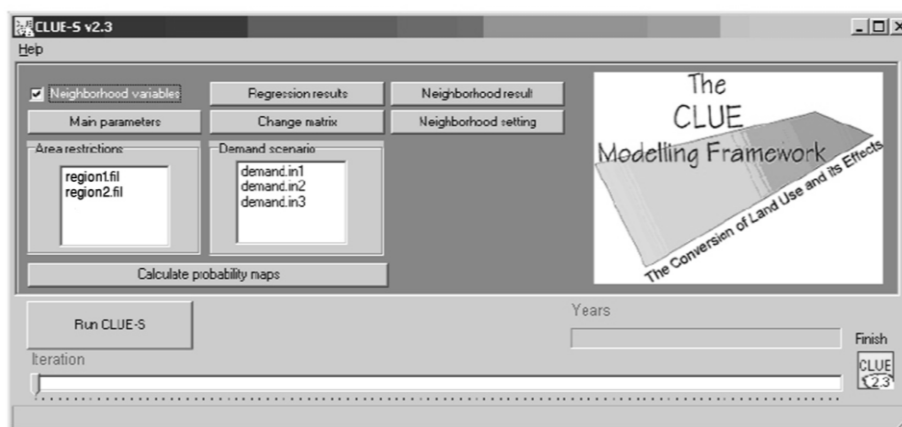 CLUE-S v2.3
Help
Neighborhood variables
Regression results
Neighborhood result
Main parameters
Change matrix
Neighborhood setting
Area restrictions
region1.fil
region2.fil
Demand scenario
demand.in1
demand.in2
demand.in3
Calculate probability maps
The
CLUE
Modelling Framework
The Conversion of Land Use and its Effects
Run CLUE-S
Years
Iteration
Finish
CLUE
v2.3